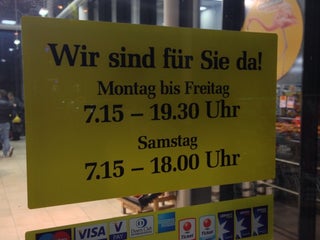 Wir sind für Sie da!
Montag bis Freitag
7.15 – 19.30 Uhr
Samstag
7.15 – 18.00 Uhr
VISA
V PAY